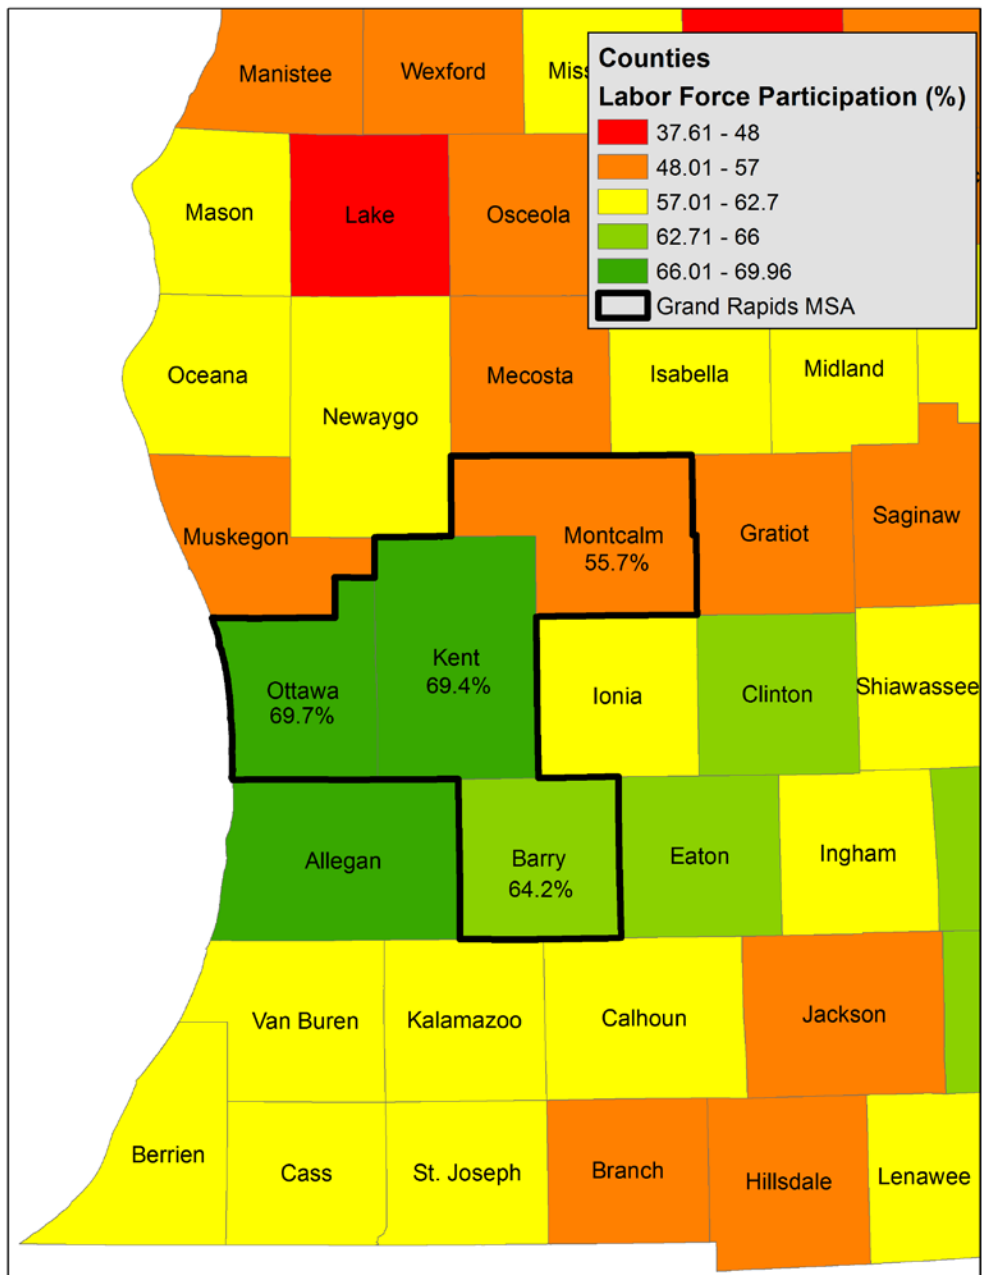 Manistee
Wexford
Counties
Labor Force Participation (%)
37.61 - 48
48.01 - 57
57.01 - 62.7
62.71 - 66
66.01 - 69.96
Grand Rapids MSA
Mason
Lake
Osceola
Oceana
Newaygo
Mecosta
Isabella
Midland
Muskegon
Montcalm
55.7%
Gratiot
Saginaw
Ottawa
69.7%
Kent
69.4%
Ionia
Clinton
Shiawassee
Allegan
Barry
64.2%
Eaton
Ingham
Van Buren
Kalamazoo
Calhoun
Jackson
Berrien
Cass
St. Joseph
Branch
Hillsdale
Lenawee